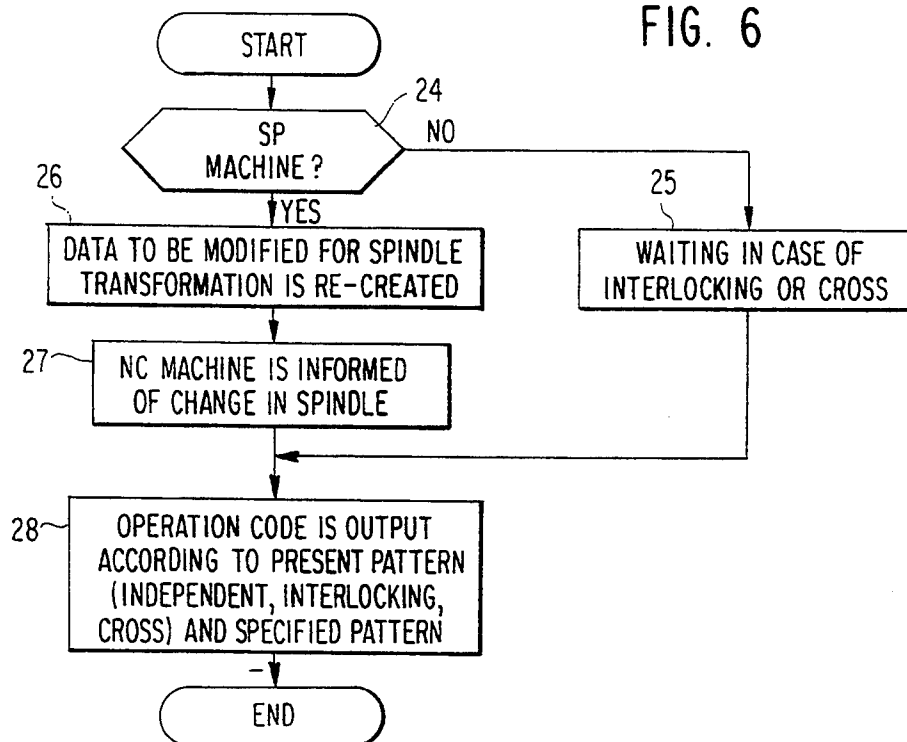 FIG. 6
START
24
SP
MACHINE?
NO
YES
26
DATA TO BE MODIFIED FOR SPINDLE
TRANSFORMATION IS RE-CREATED
25
WAITING IN CASE OF
INTERLOCKING OR CROSS
27
NC MACHINE IS INFORMED
OF CHANGE IN SPINDLE
28
OPERATION CODE IS OUTPUT
ACCORDING TO PRESENT PATTERN
(INDEPENDENT, INTERLOCKING,
CROSS) AND SPECIFIED PATTERN
END